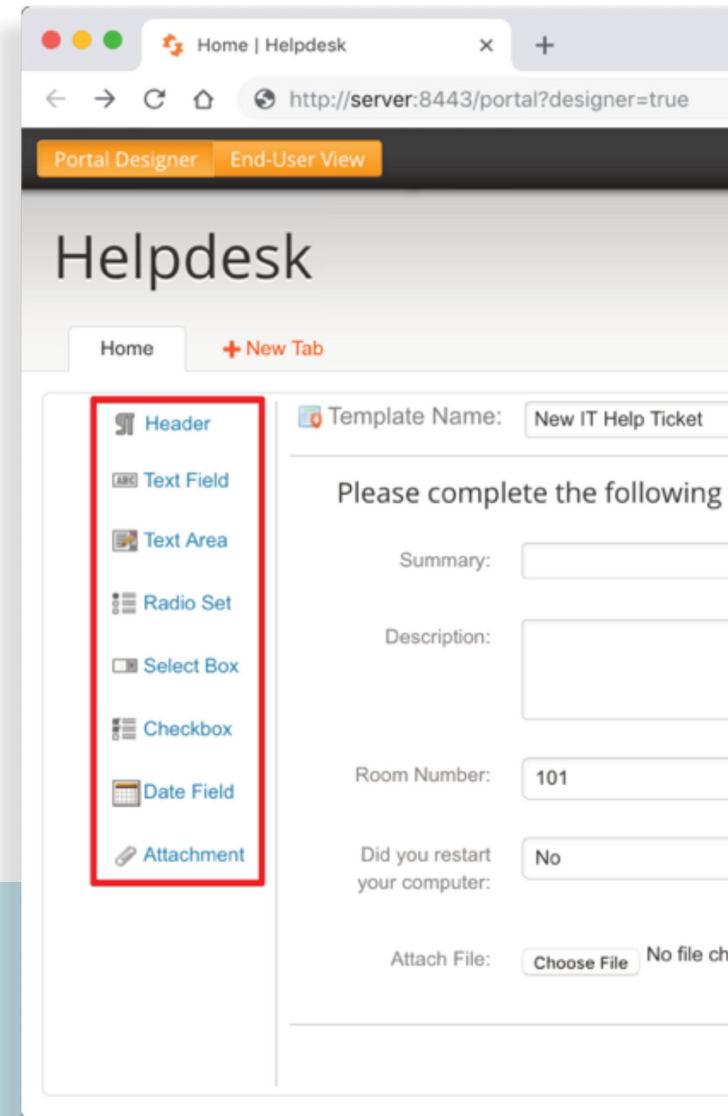 Home | Helpdesk
http://server:8443/portal?designer=true
Portal Designer End-User View
Helpdesk
Home + New Tab
Header
Text Field
ABC
Text Area
Radio Set
Select Box
Checkbox
Date Field
Attachment
Template Name: New IT Help Ticket
Please complete the following
Summary:
Description:
Room Number: 101
Did you restart
your computer: No
Attach File: Choose File No file ch